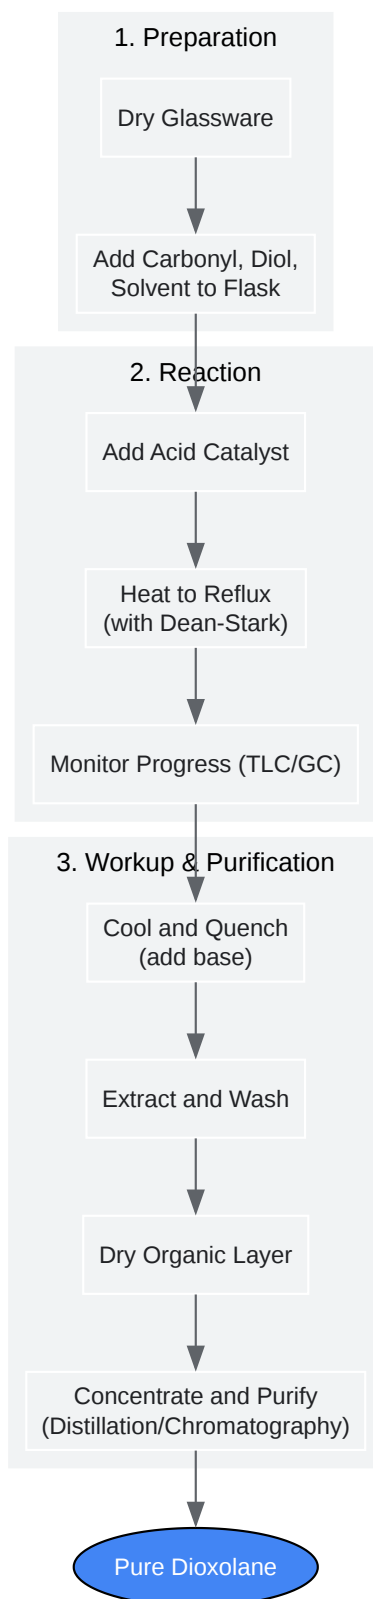 1. Preparation
Dry Glassware
Add Carbonyl, Diol,
Solvent to Flask
2. Reaction
Add Acid Catalyst
Heat to Reflux
(with Dean-Stark)
Monitor Progress (TLC/GC)
3. Workup & Purification
Cool and Quench
(add base)
Extract and Wash
Dry Organic Layer
Concentrate and Purify
(Distillation/Chromatography)
Pure Dioxolane